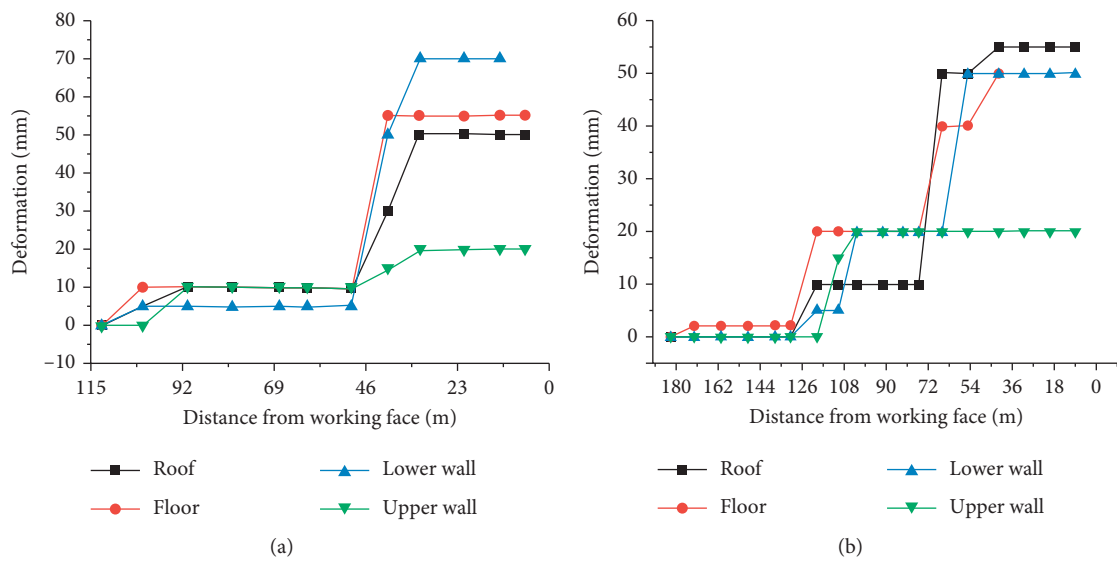 80
70
60
50
40
30
20
10
0
−10
Deformation (mm)
115 92 69 46 23 0
Distance from working face (m)
Roof Lower wall
Floor Upper wall
(a)
60
50
40
30
20
10
0
Deformation (mm)
180 162 144 126 108 90 72 54 36 18 0
Distance from working face (m)
Roof Lower wall
Floor Upper wall
(b)